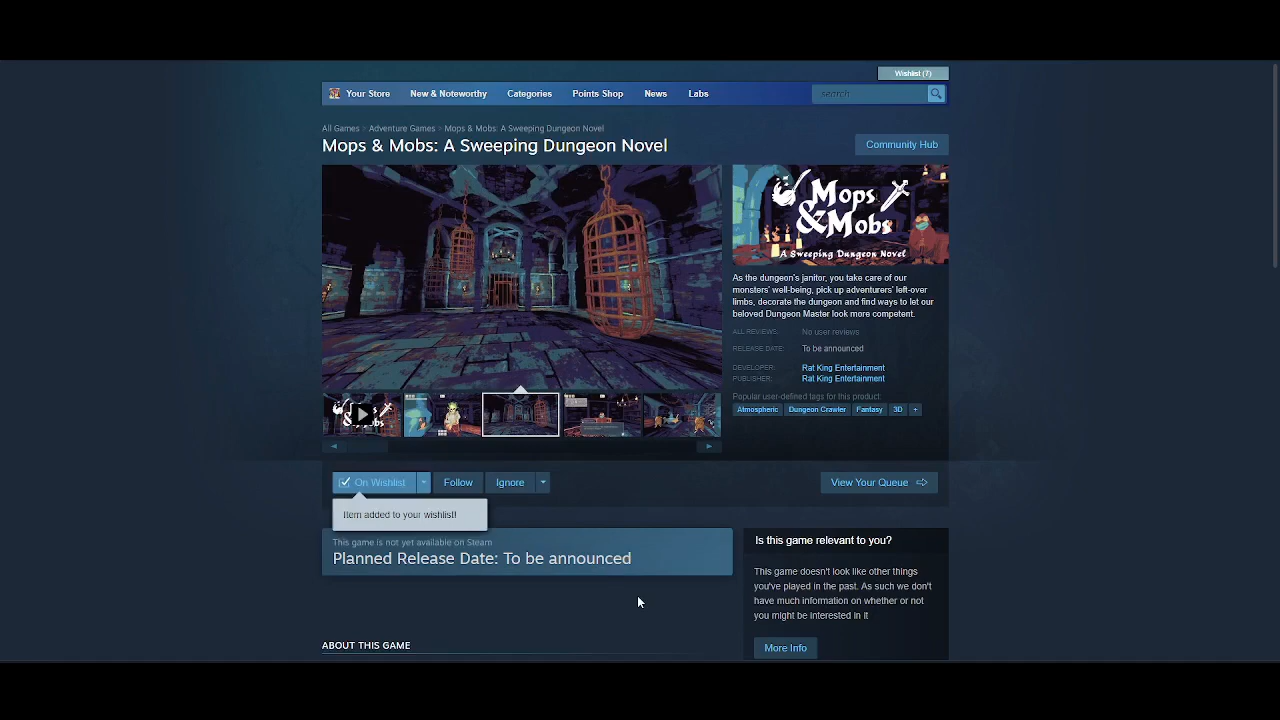 Wishlist (7)
Your Store
New & Noteworthy
Categories
Points Shop
News
Labs
search
All Games > Adventure Games > Mops & Mobs: A Sweeping Dungeon Novel
Mops & Mobs: A Sweeping Dungeon Novel
Community Hub
Mops
& Mobs
A Sweeping Dungeon Novel
As the dungeon's janitor, you take care of our
monsters' well-being, pick up adventurers' left-over
limbs, decorate the dungeon and find ways to let our
beloved Dungeon Master look more competent.
ALL REVIEWS: No user reviews
RELEASE DATE: To be announced
DEVELOPER: Rat King Entertainment
PUBLISHER: Rat King Entertainment
Popular user-defined tags for this product:
Atmospheric
Dungeon Crawler
Fantasy
3D
+
On Wishlist
Follow
Ignore
View Your Queue
Item added to your wishlist!
This game is not yet available on Steam
Planned Release Date: To be announced
Is this game relevant to you?
This game doesn't look like other things
you've played in the past. As such we don't
have much information on whether or not
you might be interested in it
More Info
ABOUT THIS GAME